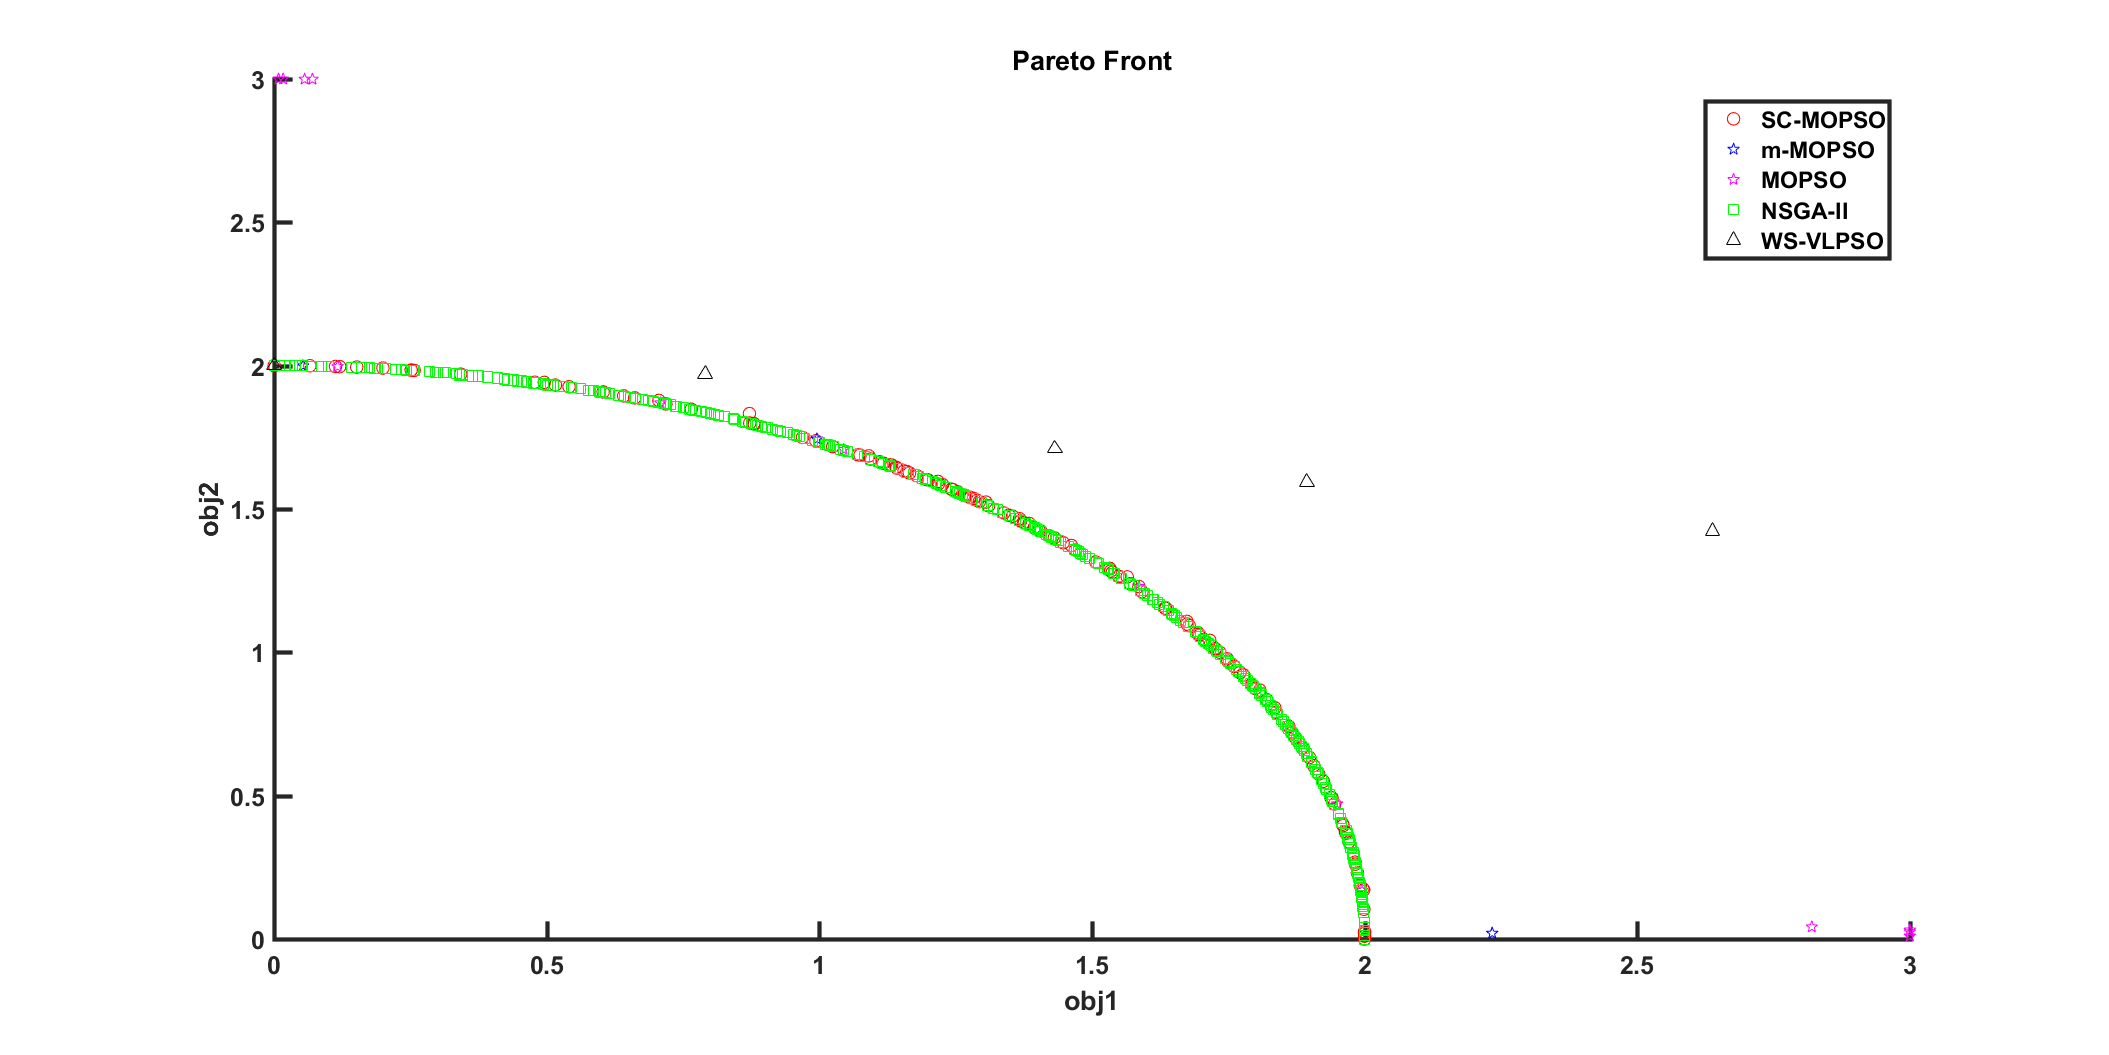 Pareto Front
SC-MOPSO
m-MOPSO
MOPSO
NSGA-II
WS-VLPSO
3
2.5
2
1.5
1
0.5
0
obj2
0 0.5 1 1.5 2 2.5 3
obj1